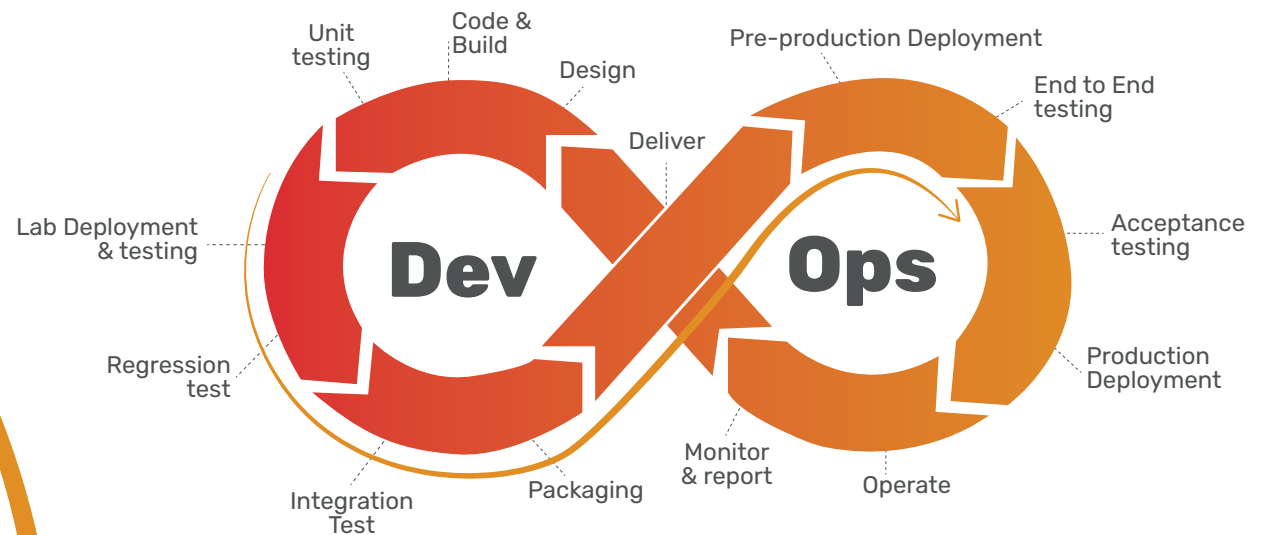 Unit
testing
Code &
Build
Design
Deliver
Pre-production Deployment
End to End
testing
Lab Deployment
& testing
Dev
Ops
Acceptance
testing
Regression
test
Production
Deployment
Integration
Test
Packaging
Monitor
& report
Operate